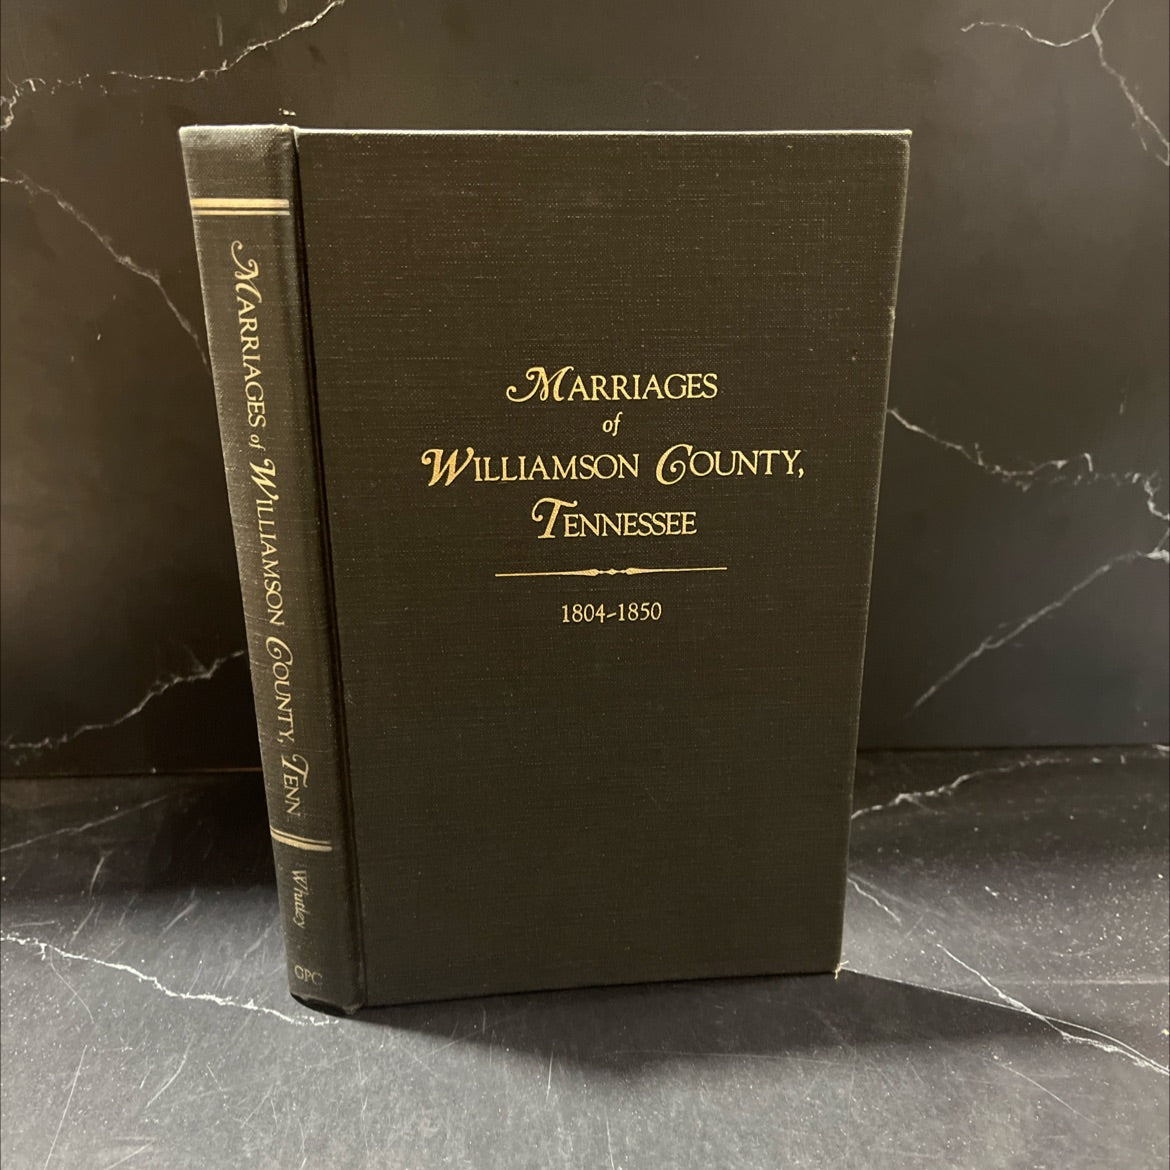 MARRIAGES of WILLIAMSON COUNTY, TENN
Whitley
GPC
MARRIAGES
of
WILLIAMSON COUNTY,
TENNESSEE
1804-1850